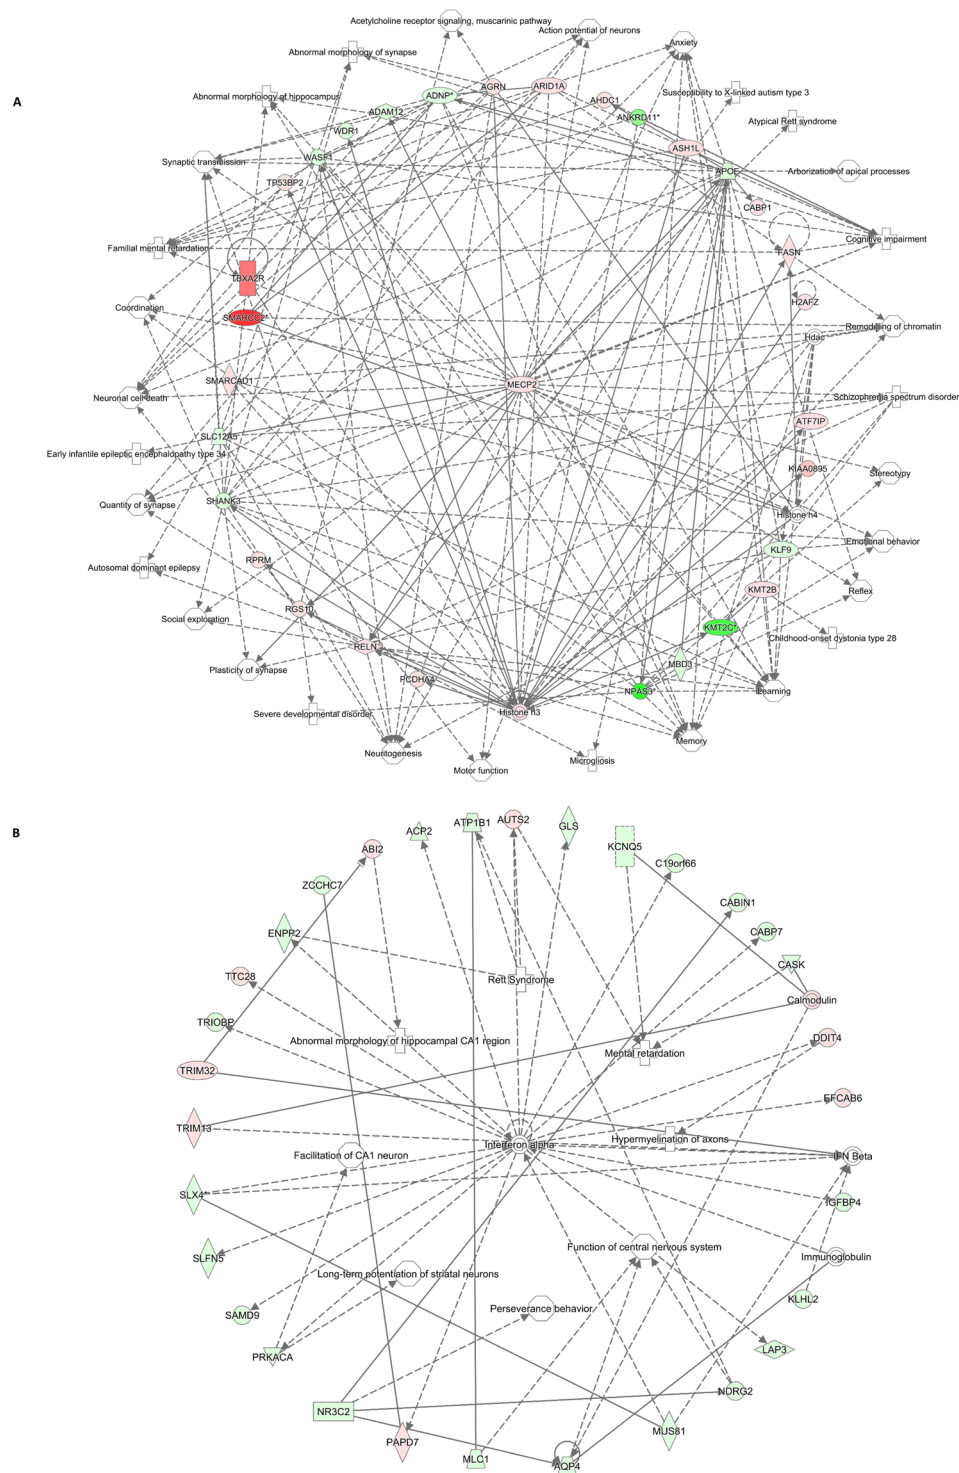 Acetylcholine receptor signaling, muscarinic pathway
Action potential of neurons
Abnormal morphology of synapse
Anxiety
A
Abnormal morphology of hippocampus
ADNP*
AGRN
ARID1A
AHDC1
Susceptibility to X-linked autism type 3
ADAM12
ANKRD11*
Atypical Rett syndrome
WDR1
ASH1L
Synaptic transmission
WASF1
APOE
Arborization of apical processes
TP53BP2
CABP1
Familial mental retardation
Cognitive impairment
FASN
TBXA2R
Coordination
H2AFZ
SMARCC2*
Remodeling of chromatin
Hdac
SMARCAD1
MECP2
Neuronal cell death
Schizophrenia spectrum disorder
ATF7IP
SLC12A5
Early infantile epileptic encephalopathy type 34
KIAA0895
Stereotypy
Quantity of synapse
SHANK3
Histone h4
Emotional behavior
KLF9
Autosomal dominant epilepsy
RPRM
KMT2B
Reflex
Social exploration
RGS10
KMT2C*
Childhood-onset dystonia type 28
RELN
Plasticity of synapse
MBD3
PCDHA4
NPAS3*
Learning
Severe developmental disorder
Histone h3
Neuritogenesis
Memory
Motor function
Microgliosis
B
ACP2
ATP1B1
AUTS2
GLS
KCNQ5
ABI2
C19orf66
ZCCHC7
CABIN1
ENPP2
CABP7
TTC28
CASK
Rett Syndrome
Calmodulin
TRIOBP
Abnormal morphology of hippocampal CA1 region
Mental retardation
DDIT4
TRIM32
EFCAB6
TRIM13
Interferon alpha
Hypermyelination of axons
Facilitation of CA1 neuron
IFN Beta
SLX4*
IGFBP4
SLFN5
Function of central nervous system
Immunoglobulin
Long-term potentiation of striatal neurons
SAMD9
Perseverance behavior
KLHL2
PRKACA
LAP3
NDRG2
NR3C2
MUS81
PAPD7
MLC1
AQP4